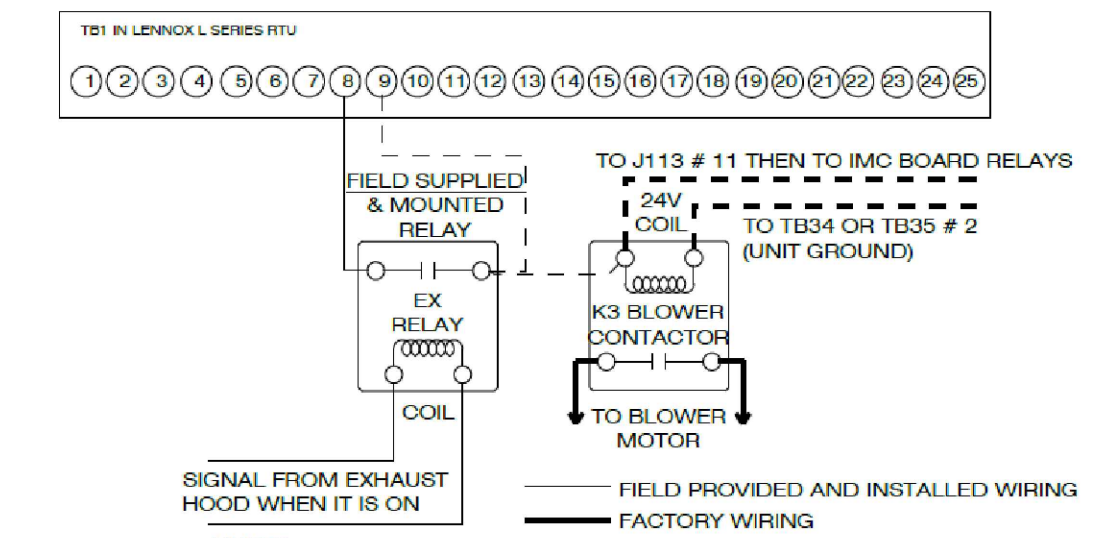 TB1 IN LENNOX L SERIES RTU
1 2 3 4 5 6 7 8 9 10 11 12 13 14 15 16 17 18 19 20 21 22 23 24 25
TO J113 # 11 THEN TO IMC BOARD RELAYS
FIELD SUPPLIED
& MOUNTED
RELAY
24V
COIL
TO TB34 OR TB35 # 2
(UNIT GROUND)
EX
RELAY
K3 BLOWER
CONTACTOR
COIL
TO BLOWER
MOTOR
SIGNAL FROM EXHAUST
HOOD WHEN IT IS ON
FIELD PROVIDED AND INSTALLED WIRING
FACTORY WIRING